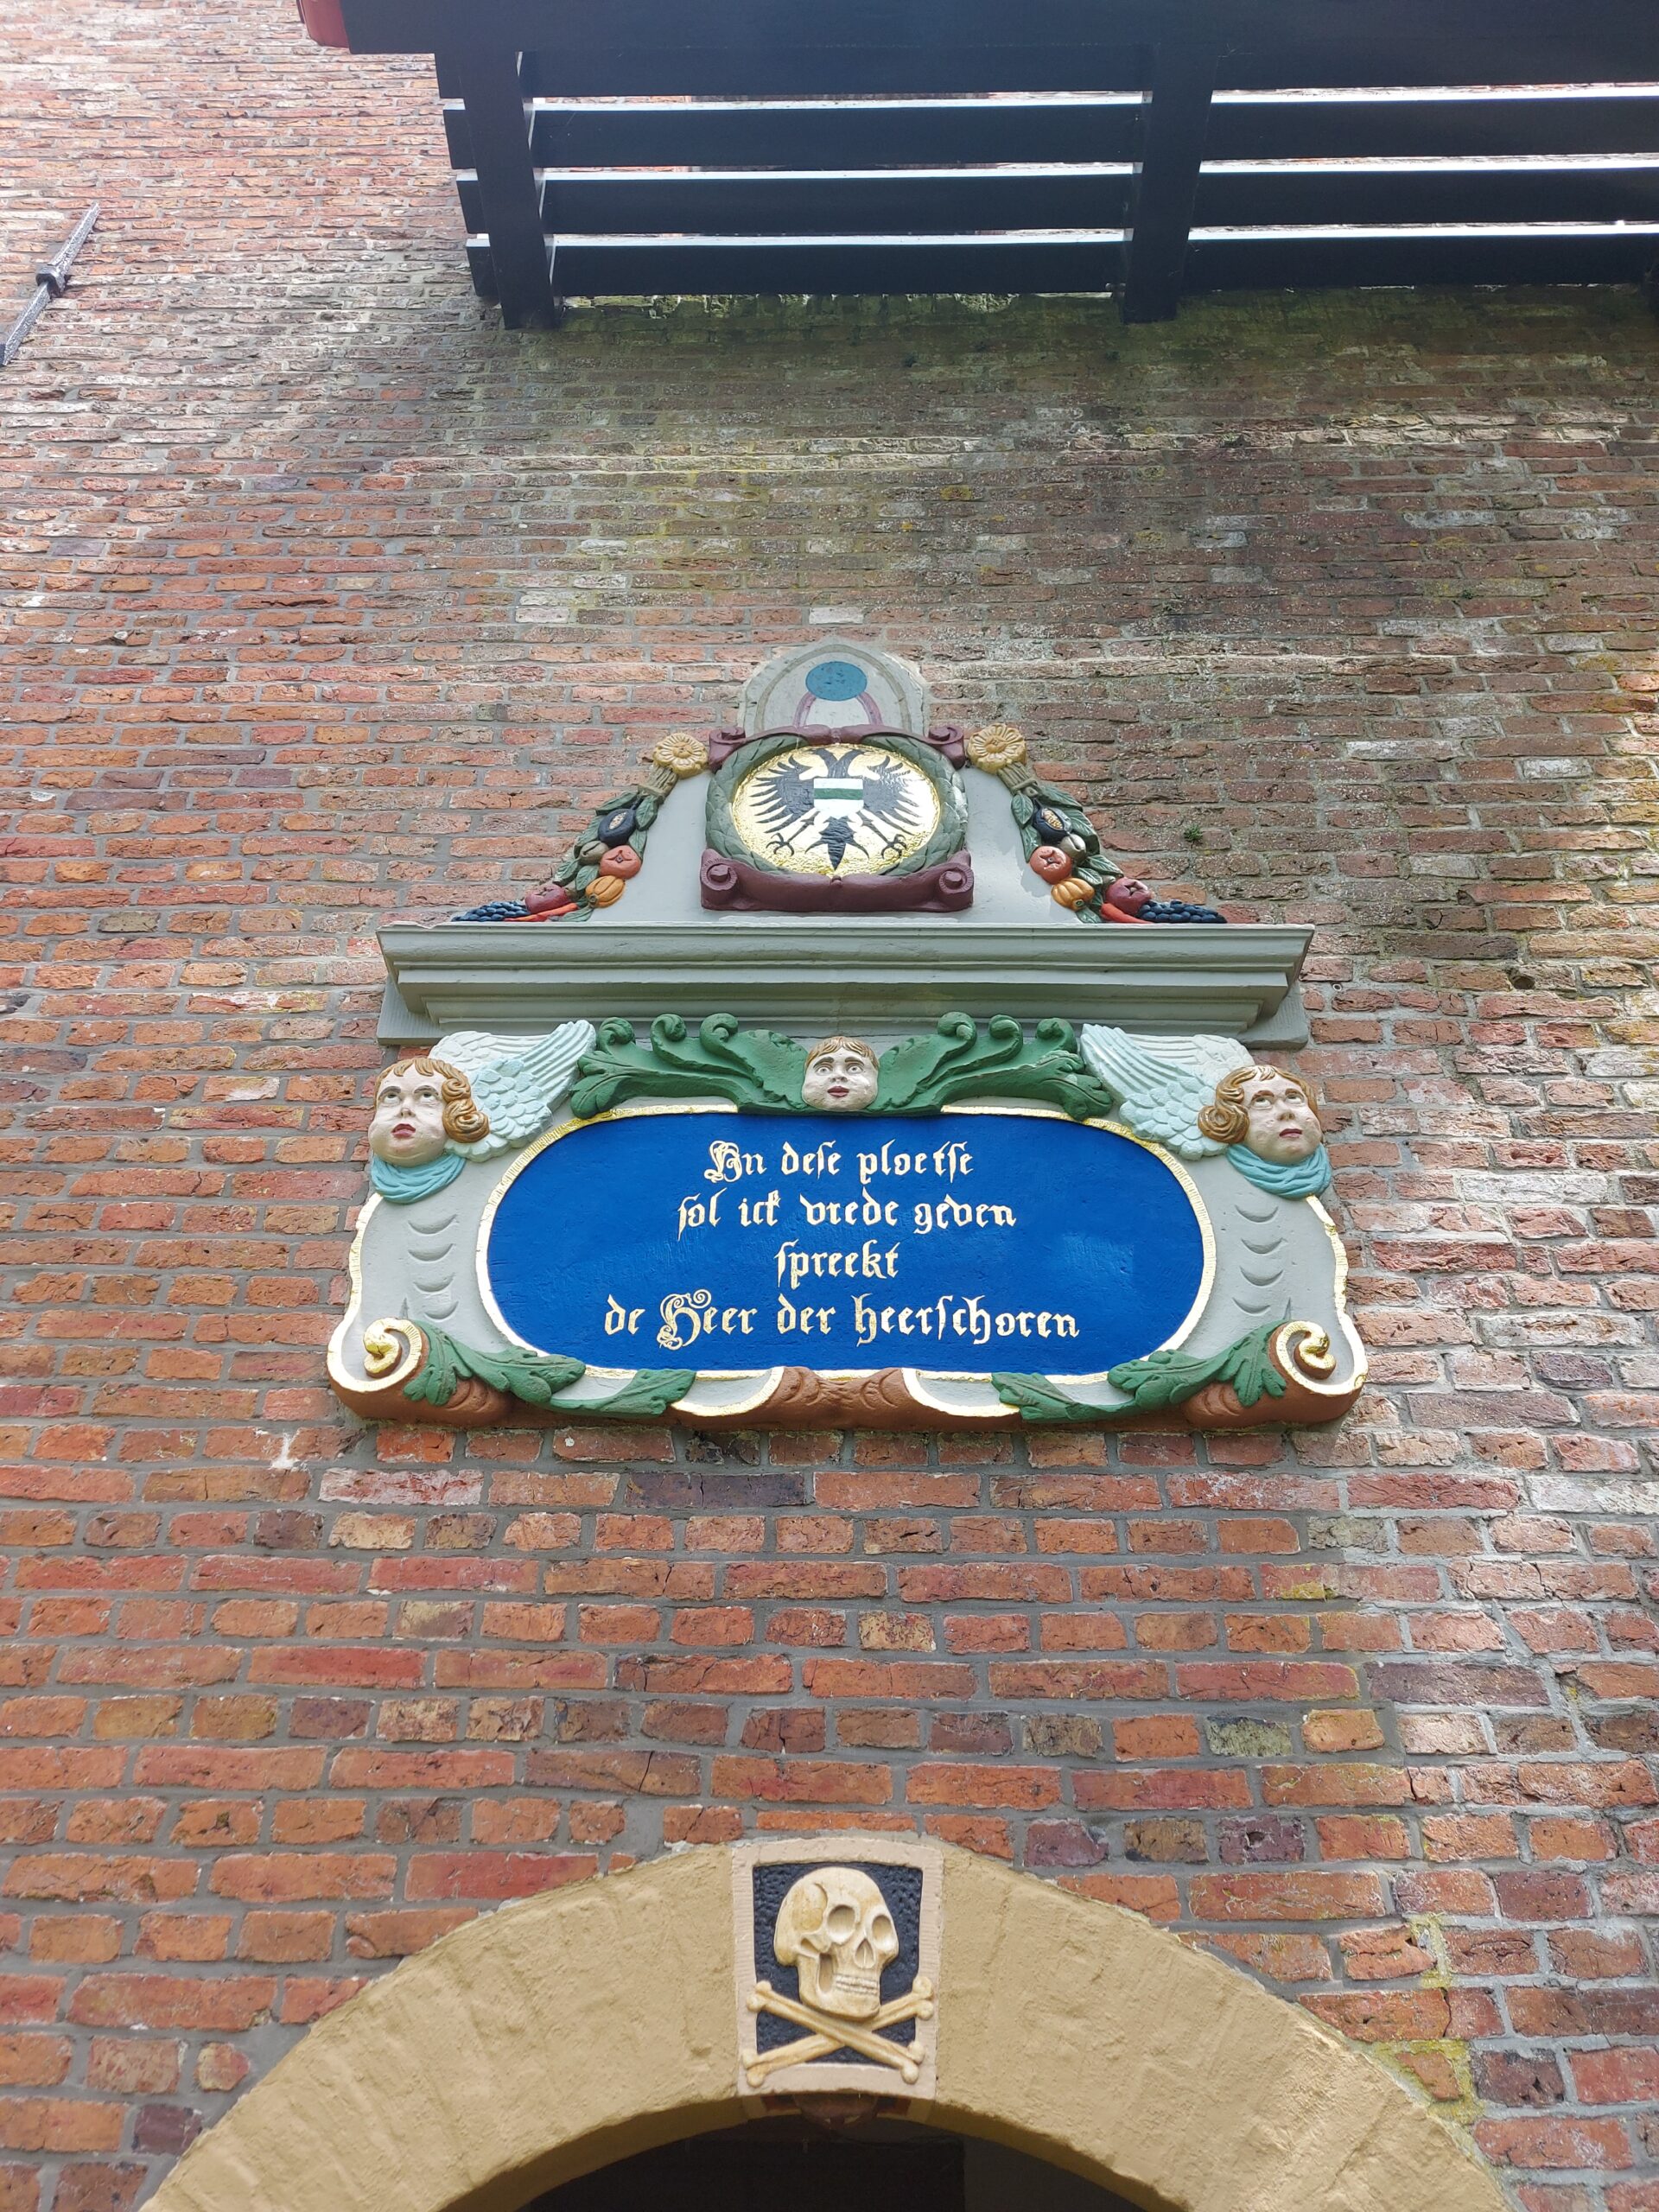 In dese ploetse
sol ick vrede geven
spreekt
de Heer der heerschoren